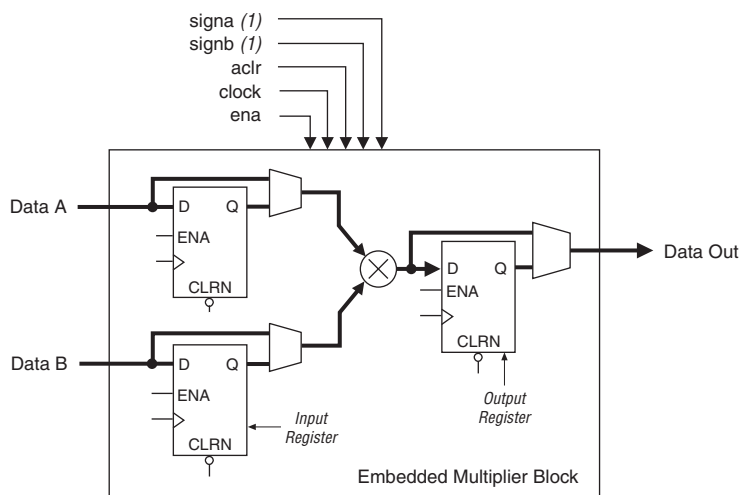 signa (1)
signb (1)
aclr
clock
ena
Data A
D Q
ENA
CLRN
Data B
D Q
ENA
CLRN
Input
Register
D Q
ENA
CLRN
Output
Register
Data Out
Embedded Multiplier Block